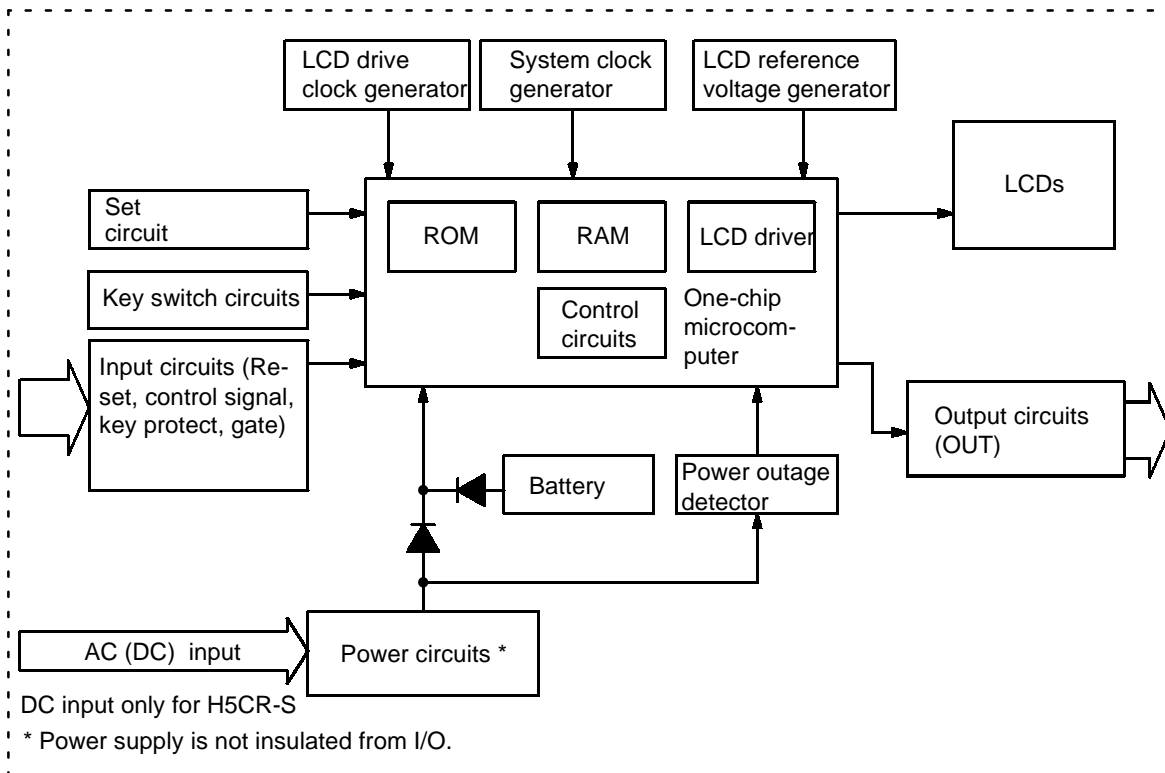 LCD drive
clock generator
System clock
generator
LCD reference
voltage generator
LCDs
Set
circuit
ROM
RAM
LCD driver
Key switch circuits
Control
circuits
One-chip
microcom-
puter
Input circuits (Re-
set, control signal,
key protect, gate)
Output circuits
(OUT)
Battery
Power outage
detector
AC (DC) input
Power circuits *
DC input only for H5CR-S
* Power supply is not insulated from I/O.